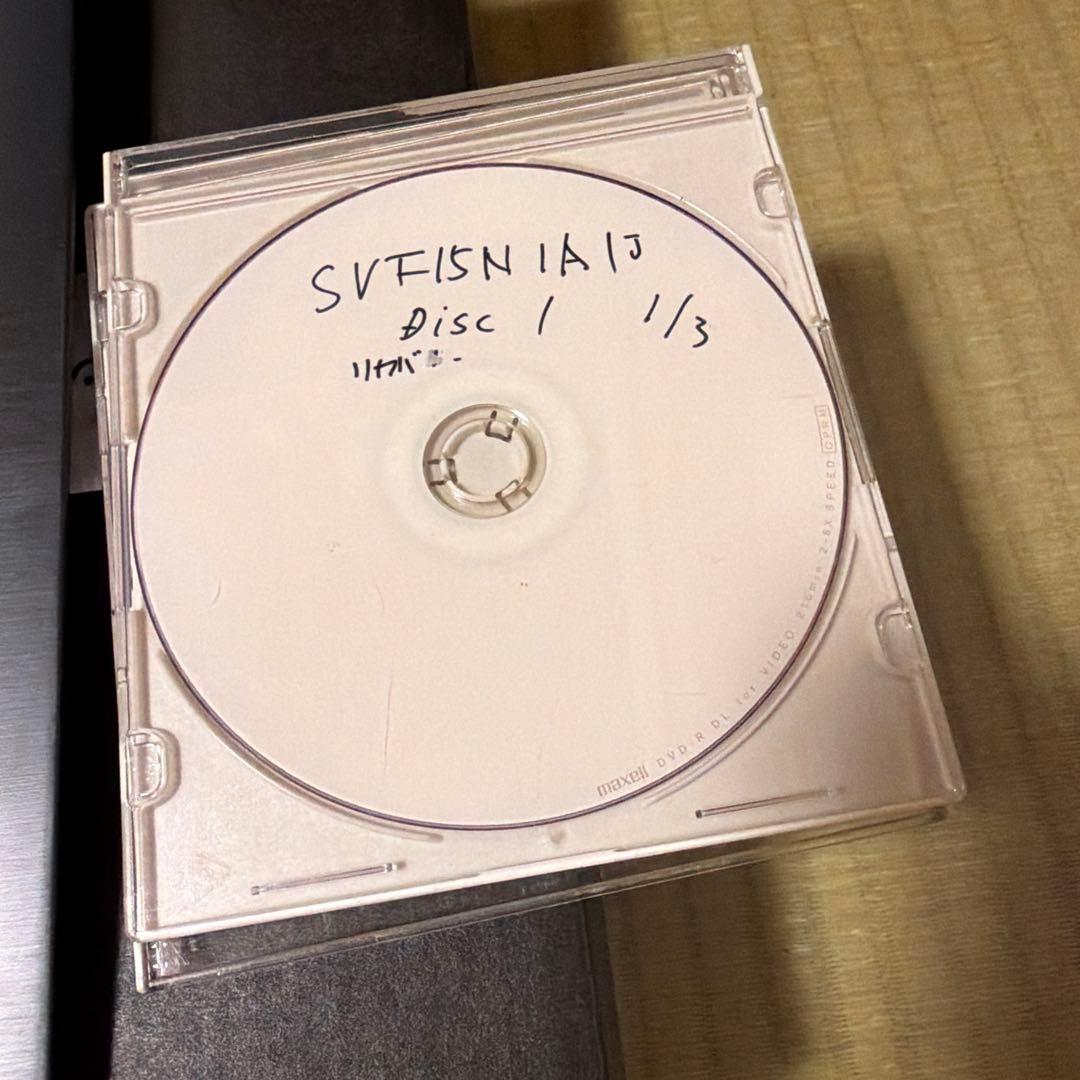 SVF15N1A1J
Disc 1 1/3
リカバリー
maxell DVD-R DL for VIDEO 210min 2-8X SPEED CPRM